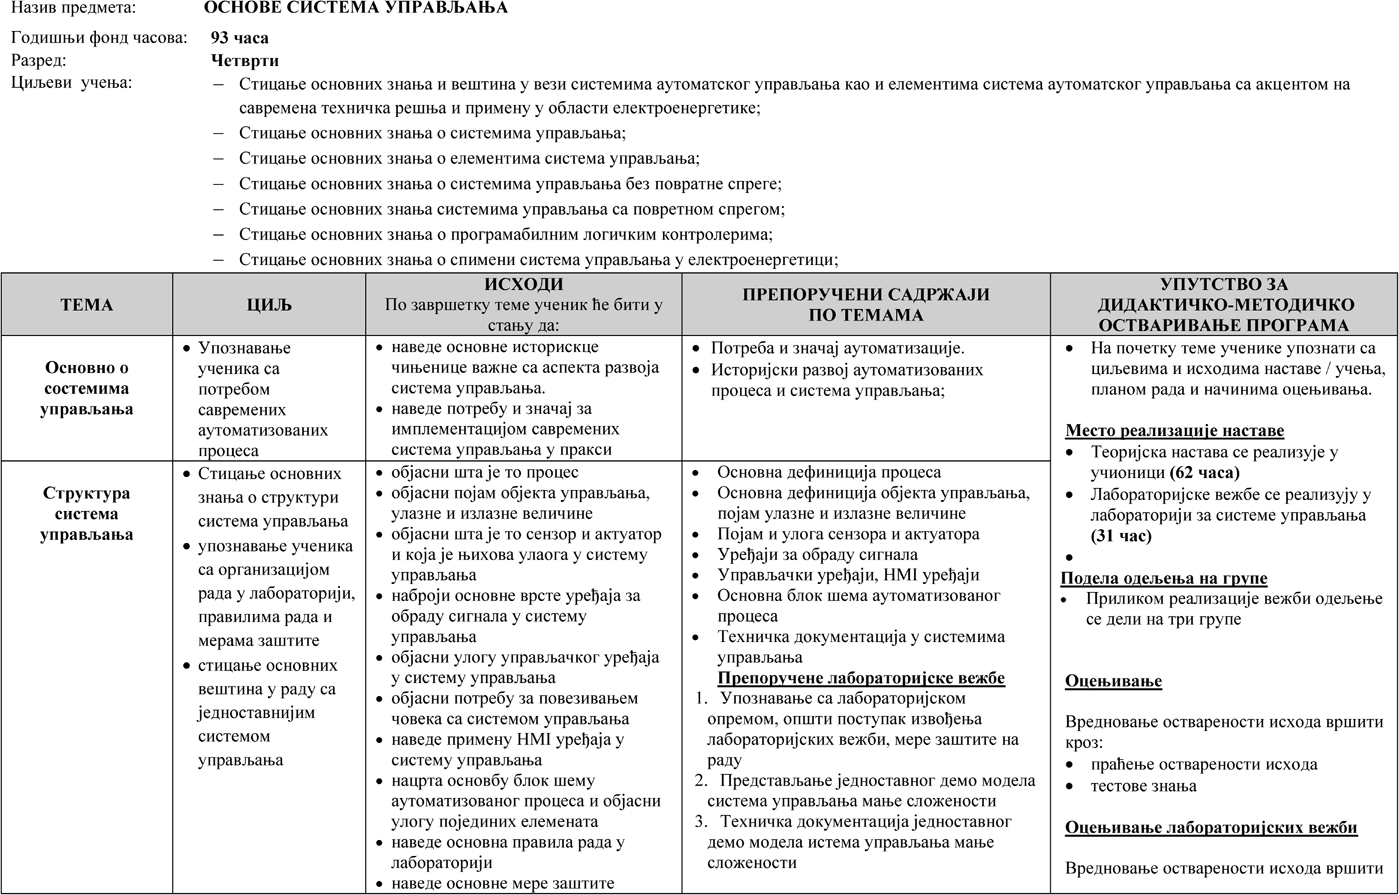 Назив предмета: ОСНОВЕ СИСТЕМА УПРАВЉАЊА
Годишњи фонд часова: 93 часа
Разред: Четврти
Циљеви учења:
– Стицање основних знања и вештина у вези системима аутоматског управљања као и елементима система аутоматског управљања са акцентом на
савремена техничка решња и примену у области електроенергетике;
– Стицање основних знања о системима управљања;
– Стицање основних знања о елементима система управљања;
– Стицање основних знања о системима управљања без повратне спреге;
– Стицање основних знања системима управљања са повретном спрегом;
– Стицање основних знања о програмабилним логичким контролерима;
– Стицање основних знања о спимени система управљања у електроенергетици;
ТЕМА
ЦИЉ
ИСХОДИ
По завршетку теме ученик ће бити у
стању да:
ПРЕПОРУЧЕНИ САДРЖАЈИ
ПО ТЕМАМА
УПУТСТВО ЗА
ДИДАКТИЧКО-МЕТОДИЧКО
ОСТВАРИВАЊЕ ПРОГРАМА
Основно о
состемима
управљања
• Упознавање
ученика са
потребом
савремених
аутоматизованих
процеса
• наведе основне историскце
чињенице важне са аспекта развоја
система управљања.
• наведе потребу и значај за
имплементацијом савремених
система управљања у пракси
• Потреба и значај аутоматизације.
• Историјски развој аутоматизованих
процеса и система управљања;
• На почетку теме ученике упознати са
циљевима и исходима наставе / учења,
планом рада и начинима оцењивања.
Место реализације наставе
• Теоријска настава се реализује у
учионици (62 часа)
• Лабораторијске вежбе се реализују у
лабораторији за системе управљања
(31 час)
•
Подела одељења на групе
• Приликом реализације вежби одељење
се дели на три групе
Оцењивање
Вредновање остварености исхода вршити
кроз:
• праћење остварености исхода
• тестове знања
Оцењивање лабораторијских вежби
Вредновање остварености исхода вршити
Структура
система
управљања
• Стицање основних
знања о структури
система управљања
• упознавање ученика
са организацијом
рада у лабораторији,
правилима рада и
мерама заштите
• стицање основних
вештина у раду са
једноставнијим
системом
управљања
• објасни шта је то процес
• објасни појам објекта управљања,
улазне и излазне величине
• објасни шта је то сензор и актуатор
и која је њихова улаога у систему
управљања
• наброји основне врсте уређаја за
обраду сигнала у систему
управљања
• објасни улогу управљачког уређаја
у систему управљања
• објасни потребу за повезивањем
човека са системом управљања
• наведе примену HMI уређаја у
систему управљања
• нацрта основбу блок шему
аутоматизованог процеса и објасни
улогу појединих елемената
• наведе основна правила рада у
лабораторији
• наведе основне мере заштите
• Основна дефиниција процеса
• Основна дефиниција објекта управљања,
појам улазне и излазне величине
• Појам и улога сензора и актуатора
• Уређаји за обраду сигнала
• Управљачки уређаји, HMI уређаји
• Основна блок шема аутоматизованог
процеса
• Техничка документација у системима
управљања
Препоручене лабораторијске вежбе
1. Упознавање са лабораторијском
опремом, општи поступак извођења
лабораторијских вежби, мере заштите на
раду
2. Представљање једноставног демо модела
система управљања мање сложености
3. Техничка документација једноставног
демо модела истема управљања мање
сложености